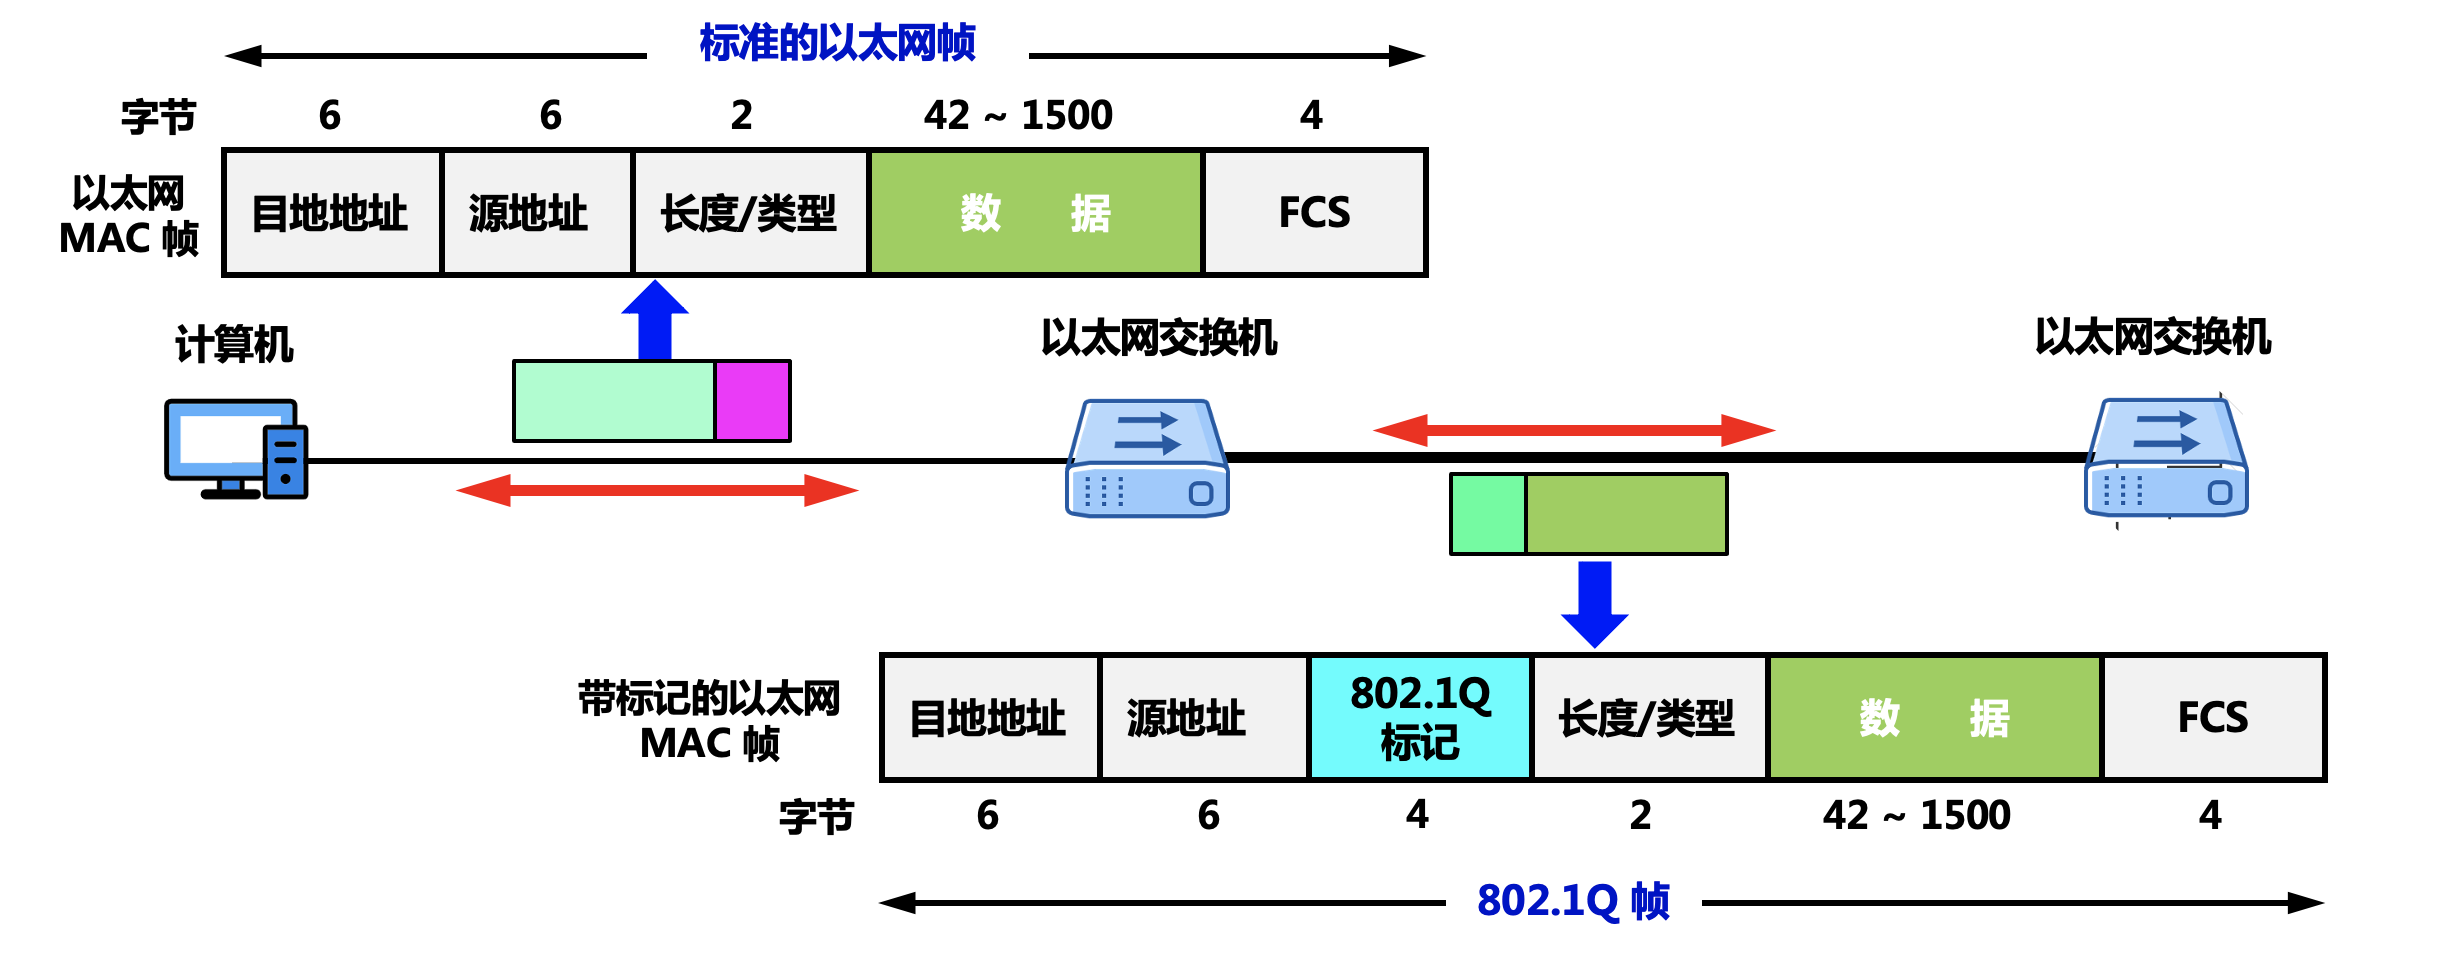 标准的以太网帧
字节 6 6 2 42 ~ 1500 4
以太网
MAC 帧
目地地址 源地址 长度/类型 数 据 FCS
计算机
以太网交换机
以太网交换机
带标记的以太网
MAC 帧
目地地址 源地址 802.1Q
标记 长度/类型 数 据 FCS
字节 6 6 4 2 42 ~ 1500 4
802.1Q 帧